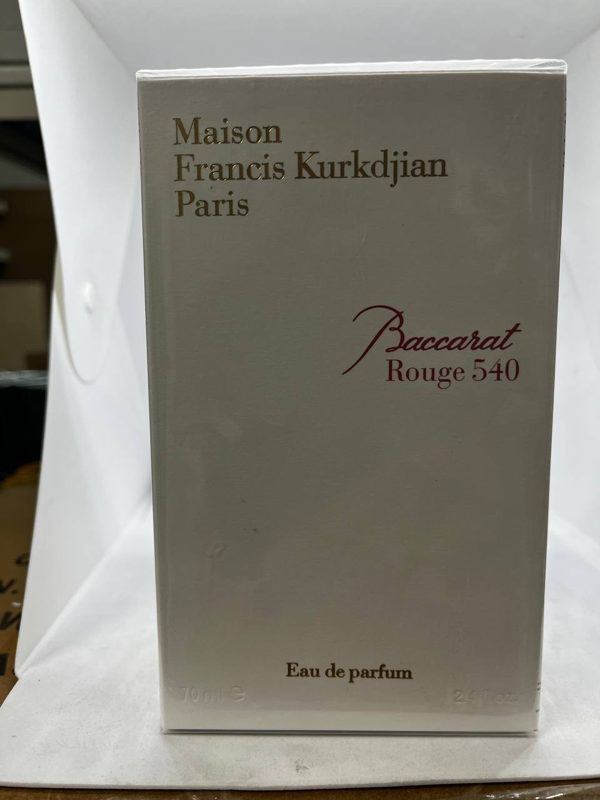 Maison
Francis Kurkdjian
Paris
Baccarat
Rouge 540
Eau de parfum
70 ml e
2.4 fl.oz.